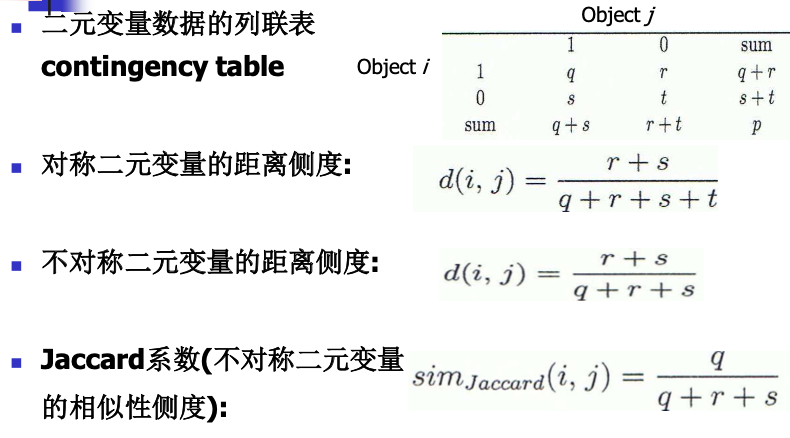 二元变量数据的列联表
contingency table
Object j
Object i
1 0 sum
1 q r q+r
0 s t s+t
sum q+s r+t p
对称二元变量的距离侧度:
d(i, j) = \frac{r + s}{q + r + s + t}
不对称二元变量的距离侧度:
d(i, j) = \frac{r + s}{q + r + s}
Jaccard系数(不对称二元变量
的相似性侧度):
sim_{Jaccard}(i, j) = \frac{q}{q + r + s}